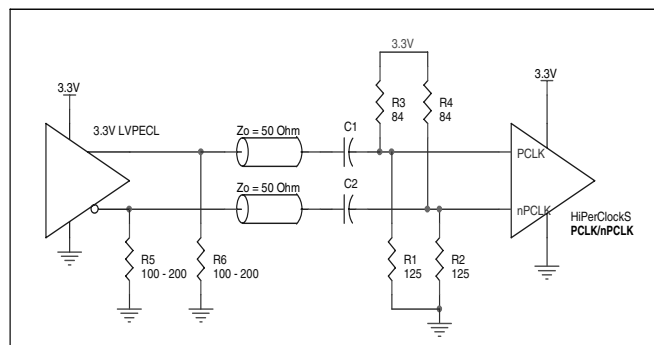 3.3V
3.3V
3.3V LVPECL
Zo = 50 Ohm
C1
R3
84
R4
84
3.3V
PCLK
Zo = 50 Ohm
C2
nPCLK
HiPerClockS
PCLK/nPCLK
R5
100 - 200
R6
100 - 200
R1
125
R2
125